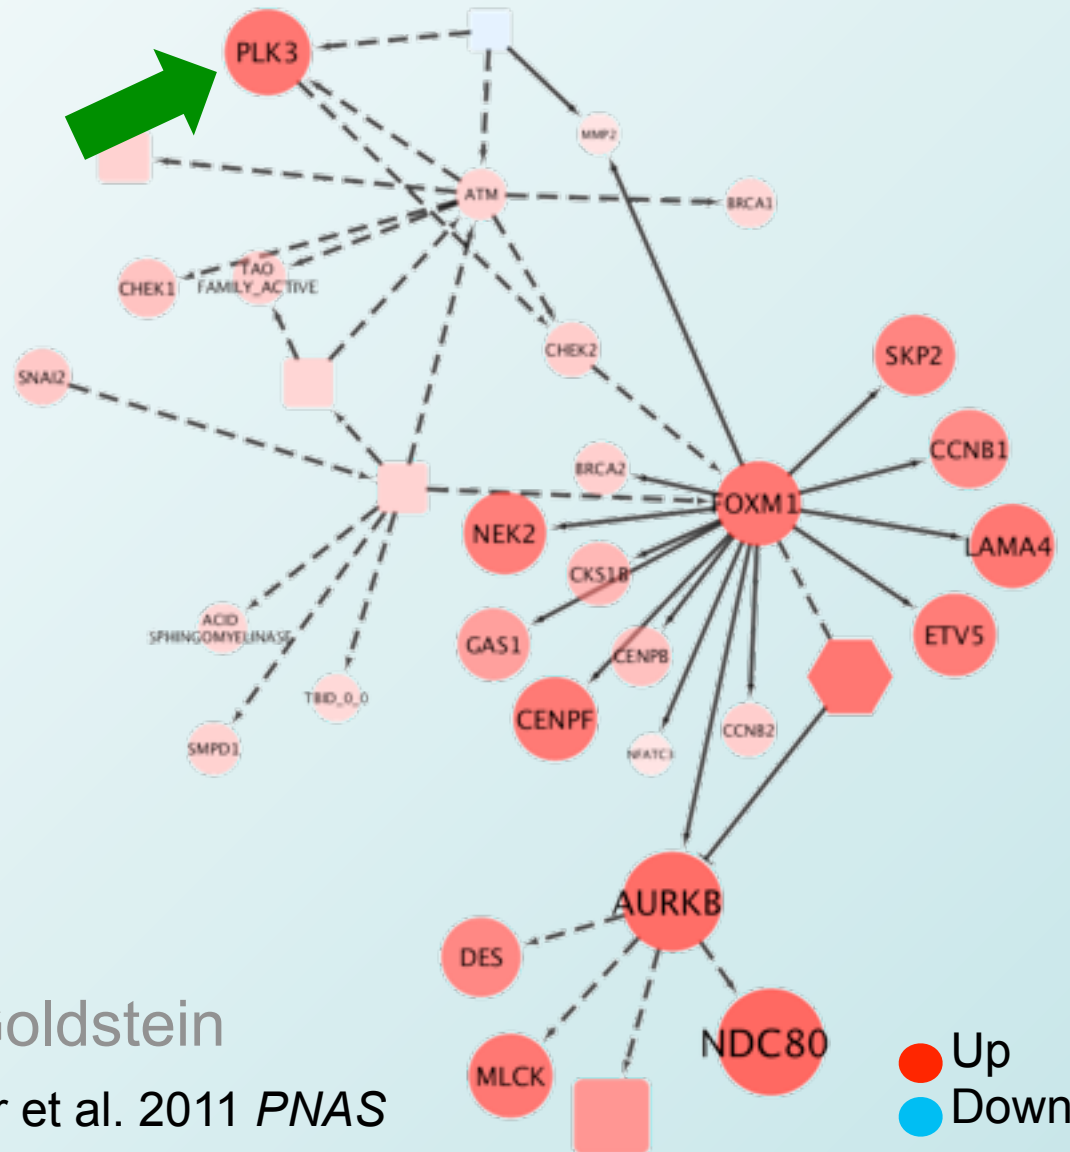 PLK3
MMP2
ATM
BRCA1
TAO
FAMILY_ACTIVE
CHEK1
CHEK2
SNAI2
SKP2
BRCA2
CCNB1
FOXM1
NEK2
LAMA4
CKS1B
ACID
SPHINGOMYELINASE
GAS1
ETV5
CENPB
TBID_0_0
CENPF
CCNB2
SMPD1
NFATC3
AURKB
DES
oldstein
NDC80
Up
MLCK
r et al. 2011 PNAS
Down